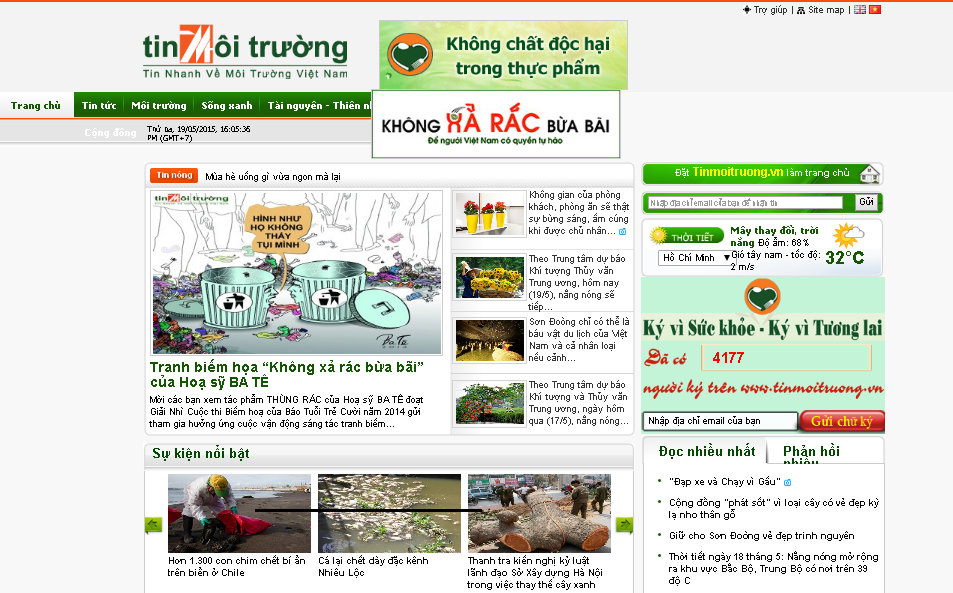 Trợ giúp | Site map |
tin Môi trường
Tin Nhanh Về Môi Trường Việt Nam
Không chất độc hại
trong thực phẩm
KHÔNG XẢ RÁC BỪA BÃI
Để người Việt Nam có quyền tự hào
Trang chủ Tin tức Môi trường Sống xanh Tài nguyên - Thiên nh
Cộng đồng
Thứ ba, 19/05/2015, 16:05:36
PM (GMT+7)
Tin nóng Mùa hè uống gì vừa ngon mà lại
tin Môi trường
HÌNH NHƯ
HỌ KHÔNG
THẤY
TỤI MÌNH
Tranh biếm họa “Không xả rác bừa bãi”
của Hoạ sỹ BA TÊ
Mời các bạn xem tác phẩm THÙNG RÁC của Hoạ sỹ BA TÊ đoạt
Giải Nhì Cuộc thi Biếm hoạ của Báo Tuổi Trẻ Cười năm 2014 gửi
tham gia hưởng ứng cuộc vận động sáng tác tranh biếm...
Không gian của phòng
khách, phòng ăn sẽ thật
sự bừng sáng, ấm cúng
khi được chủ nhân...
Theo Trung tâm dự báo
Khí tượng Thủy văn
Trung ương, hôm nay
(19/5), nắng nóng sẽ
tiếp...
Sơn Đoòng chỉ có thể là
báu vật du lịch của Việt
Nam và cả nhân loại
nếu cánh...
Theo Trung tâm dự báo
Khí tượng và Thủy văn
Trung ương, ngày hôm
qua (17/5), nắng nóng...
Sự kiện nổi bật
Hơn 1.300 con chim chết bí ẩn
trên biển ở Chile
Cá lại chết dày đặc kênh
Nhiêu Lộc
Thanh tra kiến nghị kỷ luật
lãnh đạo Sở Xây dựng Hà Nội
trong việc thay thế cây xanh
Đặt Tinmoitruong.vn làm trang chủ
Nhập địa chỉ email của bạn để nhận tin Gửi
THỜI TIẾT
Hồ Chí Minh
Mây thay đổi, trời
nắng Độ ẩm: 68%
Gió tây nam - tốc độ:
2 m/s
32°C
Ký vì Sức khỏe - Ký vì Tương lai
Đã có 4177
người ký trên www.tinmoitruong.vn
Nhập địa chỉ email của bạn Gửi chữ ký
Đọc nhiều nhất Phản hồi
nhiều
"Đạp xe và Chạy vì Gấu"
Cộng đồng "phát sốt" vì loại cây có vẻ đẹp kỳ
lạ nho thân gỗ
Giữ cho Sơn Đoòng vẻ đẹp trinh nguyên
Thời tiết ngày 18 tháng 5: Nắng nóng mở rộng
ra khu vực Bắc Bộ, Trung Bộ có nơi trên 39
độ C